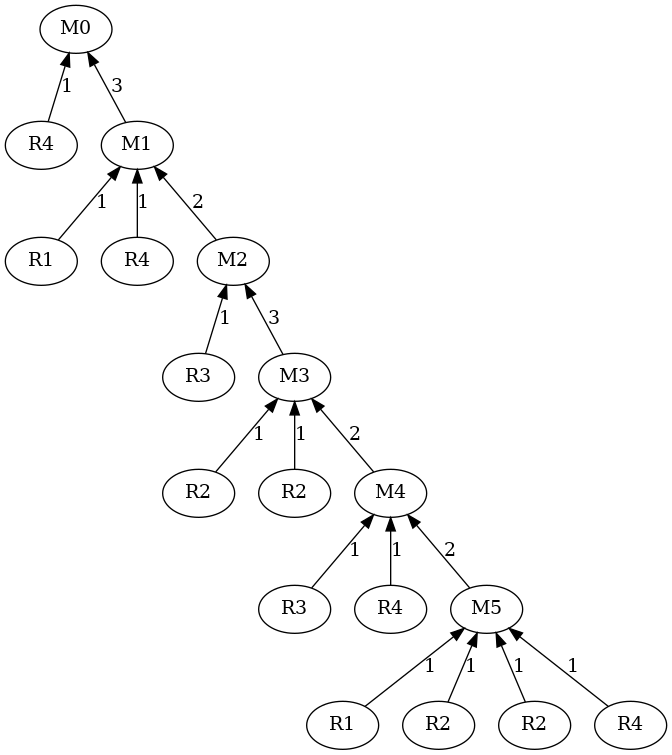 M0
1 3
R4 M1
1 1 2
R1 R4 M2
1 3
R3 M3
1 1 2
R2 R2 M4
1 1 2
R3 R4 M5
1 1 1 1
R1 R2 R2 R4